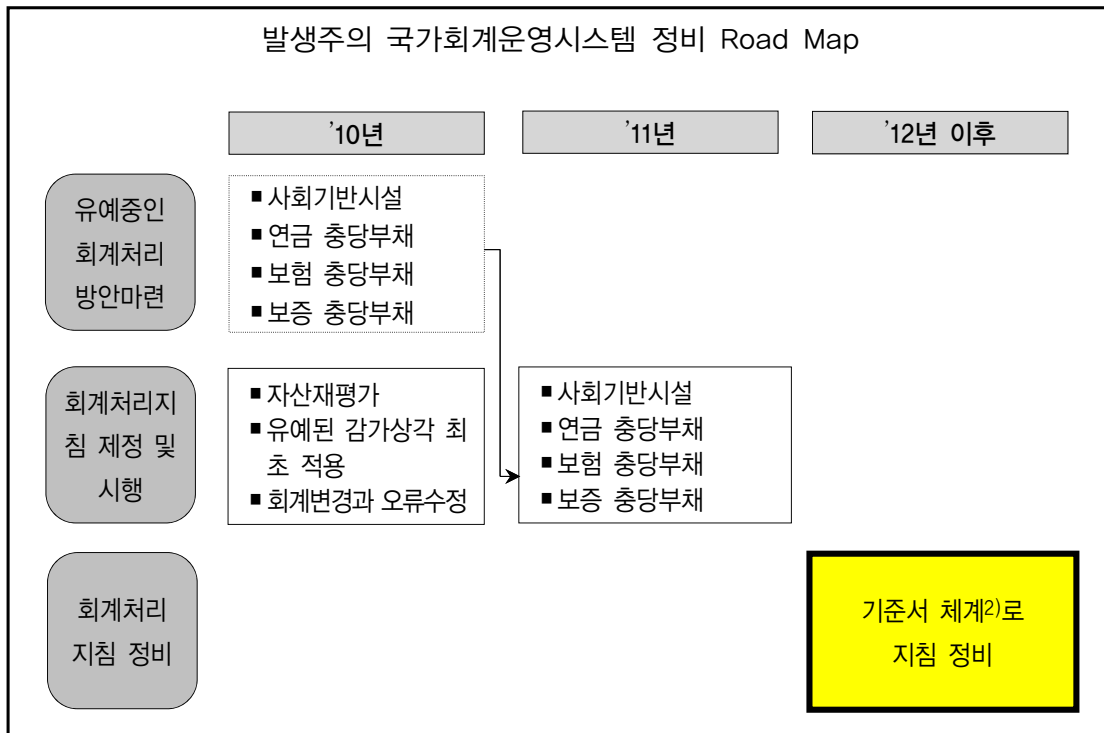 발생주의 국가회계운영시스템 정비 Road Map
'10년
'11년
'12년 이후
유예중인
회계처리
방안마련
▪사회기반시설
▪연금 충당부채
▪보험 충당부채
▪보증 충당부채
회계처리지
침 제정 및
시행
▪자산재평가
▪유예된 감가상각 최
초 적용
▪회계변경과 오류수정
▪사회기반시설
▪연금 충당부채
▪보험 충당부채
▪보증 충당부채
회계처리
지침 정비
기준서 체계2)로
지침 정비